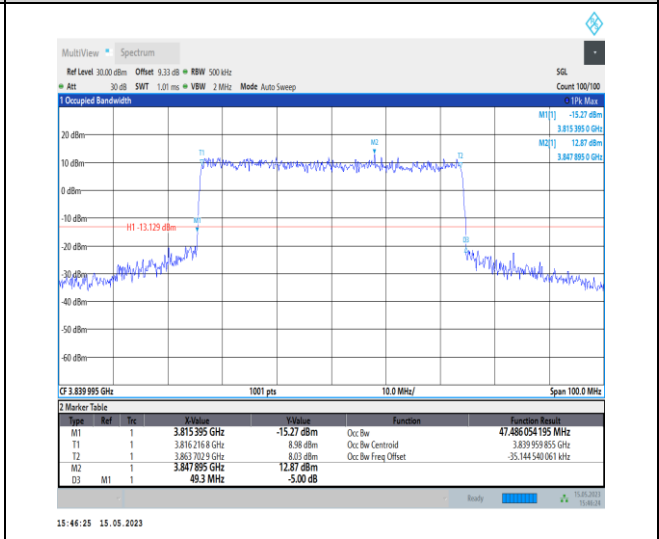 MultiView Spectrum
Ref Level 30.00 dBm Offset 9.33 dB RBW 500 kHz SGL
Att 30 dB SWT 1.01 ms VBW 2 MHz Mode Auto Sweep Count 100/100
1 Occupied Bandwidth 1Pk Max
M1[1] -15.27 dBm
3.815 395 0 GHz
M2[1] 12.87 dBm
3.847 895 0 GHz
20 dBm
M2
T1 T2
10 dBm
0 dBm
-10 dBm
M1
H1 -13.129 dBm
-20 dBm
D3
-30 dBm
-40 dBm
-50 dBm
-60 dBm
CF 3.839 995 GHz 1001 pts 10.0 MHz/ Span 100.0 MHz
2 Marker Table
Type Ref Trc X-Value Y-Value Function Function Result
M1 1 3.815395 GHz -15.27 dBm Occ Bw 47.486 054 195 MHz
T1 1 3.816 216 8 GHz 8.98 dBm Occ Bw Centroid 3.839 959 855 GHz
T2 1 3.863 702 9 GHz 8.03 dBm Occ Bw Freq Offset -35.144 540 061 kHz
M2 1 3.847895 GHz 12.87 dBm
D3 M1 1 49.3 MHz -5.00 dB
Ready 15.05.2023
15:46:24
15:46:25 15.05.2023